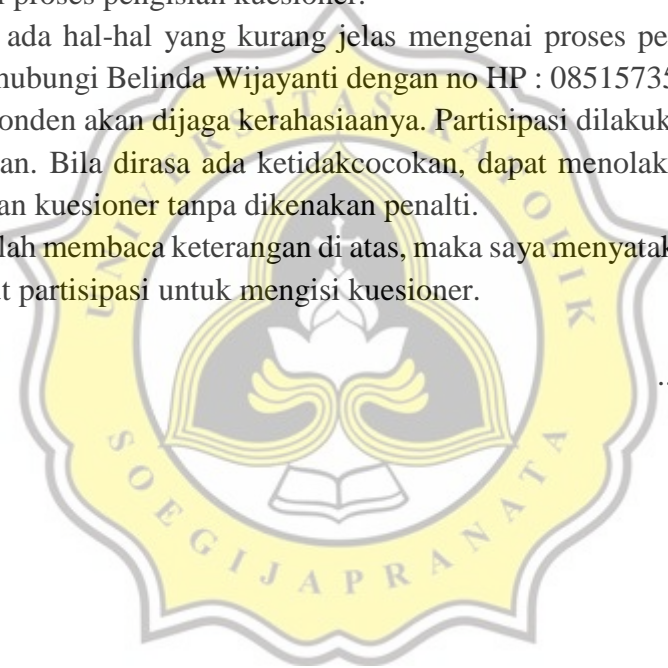 proses pengisian kuesioner.
ada hal-hal yang kurang jelas mengenai proses pe
hubungi Belinda Wijayanti dengan no HP : 08515735
onden akan dijaga kerahasiaanya. Partisipasi dilakuk
an. Bila dirasa ada ketidakcocokan, dapat menolak
an kuesioner tanpa dikenakan penalti.
lah membaca keterangan di atas, maka saya menyatak
ut partisipasi untuk mengisi kuesioner.
..
UNIVERSITAS KATOLIK
SOEGIJAPRANATA